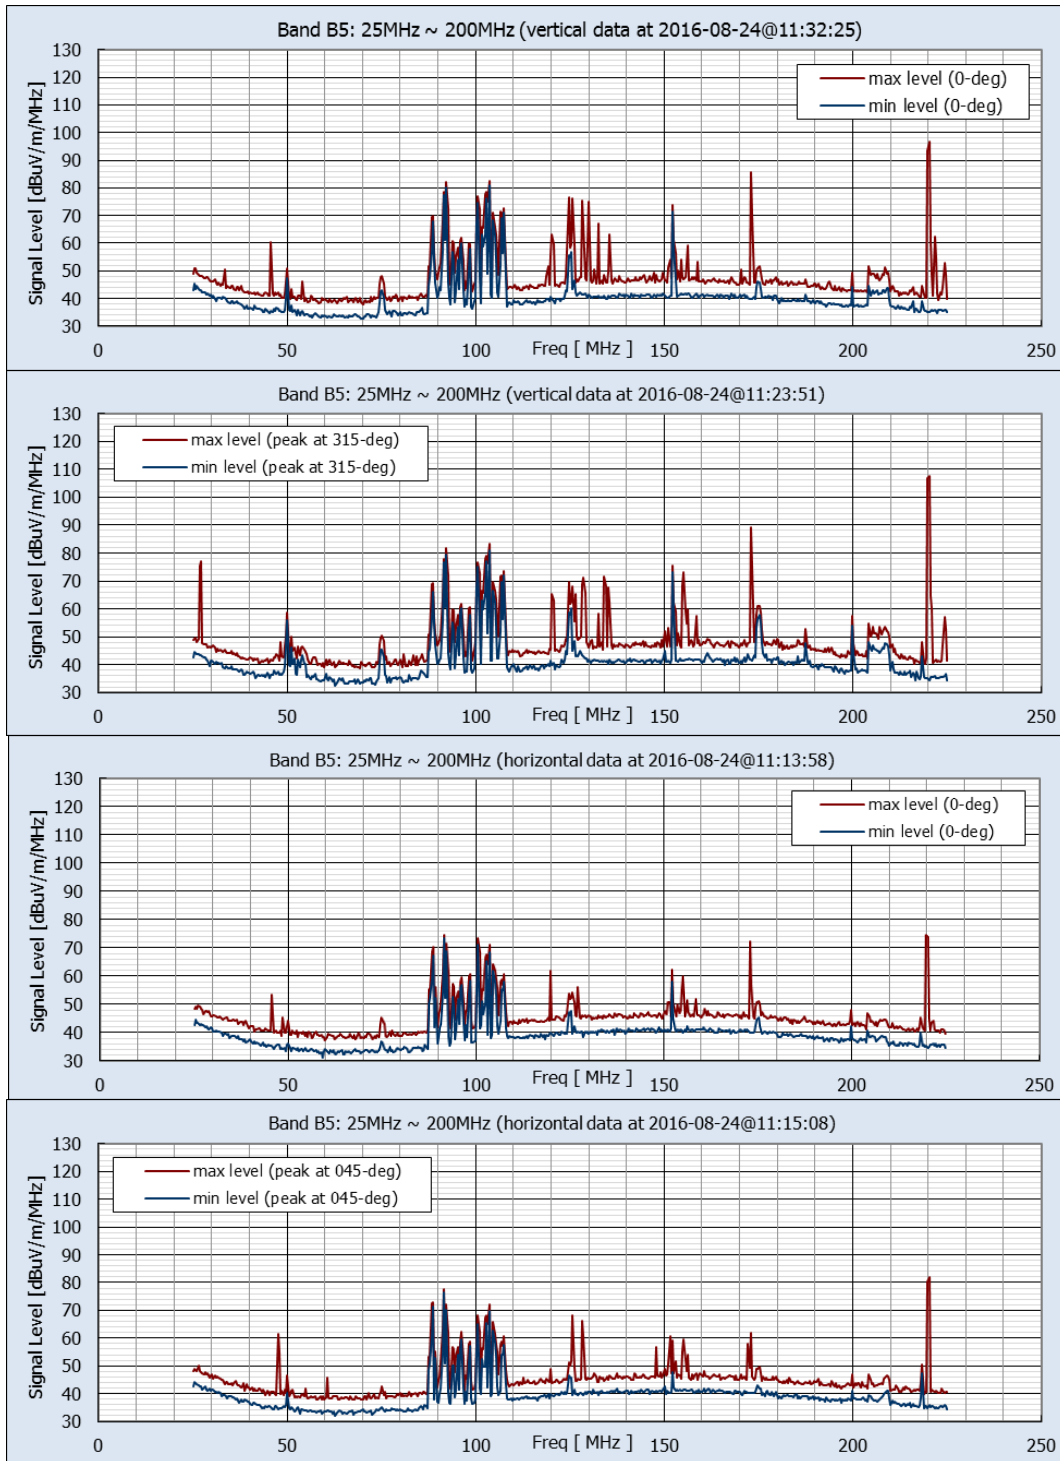 Band B5: 25MHz ~ 200MHz (vertical data at 2016-08-24@11:32:25)
Signal Level [dBuV/m/MHz]
130
120
110
100
90
80
70
60
50
40
30
max level (0-deg)
min level (0-deg)
0 50 100 150 200 250
Freq [ MHz ]
Band B5: 25MHz ~ 200MHz (vertical data at 2016-08-24@11:23:51)
Signal Level [dBuV/m/MHz]
130
120
110
100
90
80
70
60
50
40
30
max level (peak at 315-deg)
min level (peak at 315-deg)
0 50 100 150 200 250
Freq [ MHz ]
Band B5: 25MHz ~ 200MHz (horizontal data at 2016-08-24@11:13:58)
Signal Level [dBuV/m/MHz]
130
120
110
100
90
80
70
60
50
40
30
max level (0-deg)
min level (0-deg)
0 50 100 150 200 250
Freq [ MHz ]
Band B5: 25MHz ~ 200MHz (horizontal data at 2016-08-24@11:15:08)
Signal Level [dBuV/m/MHz]
130
120
110
100
90
80
70
60
50
40
30
max level (peak at 045-deg)
min level (peak at 045-deg)
0 50 100 150 200 250
Freq [ MHz ]